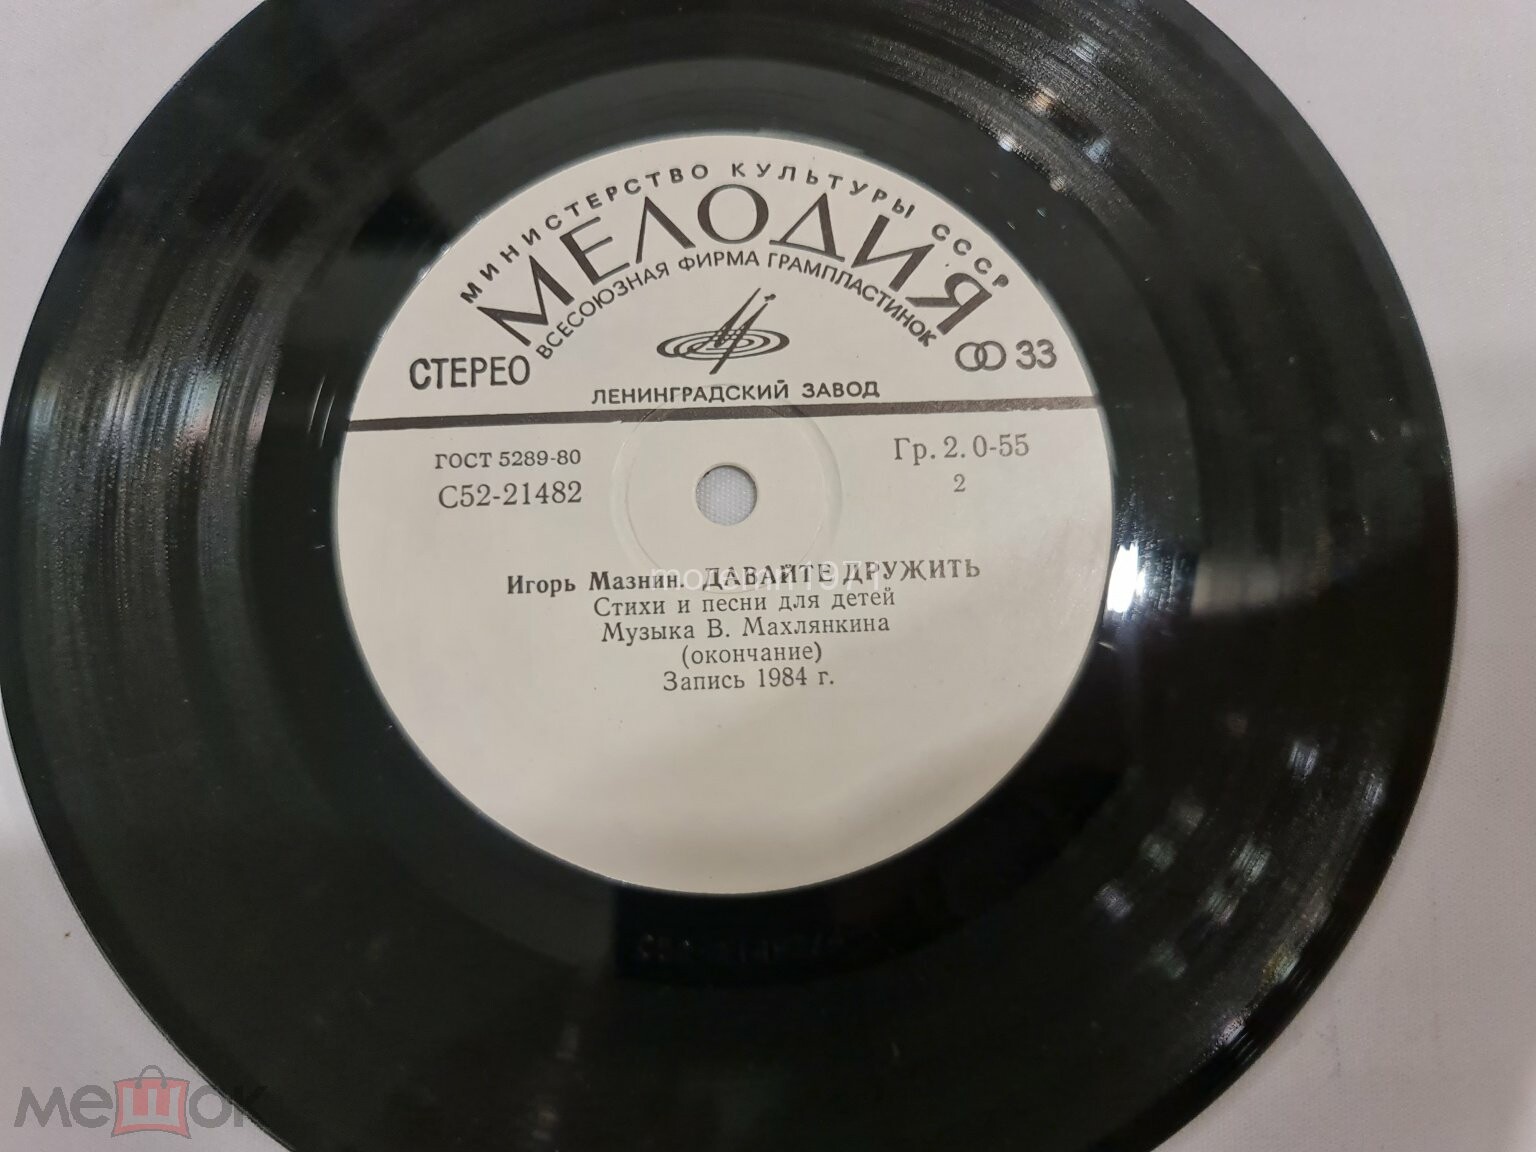 МИНИСТЕРСТВО КУЛЬТУРЫ СССР
МЕЛОДИЯ
ВСЕСОЮЗНАЯ ФИРМА ГРАМПЛАСТИНОК
СТЕРЕО
33
ЛЕНИНГРАДСКИЙ ЗАВОД
ГОСТ 5289-80
Гр. 2. 0-55
С52-21482
2
Игорь Мазнин. ДАВАЙТЕ ДРУЖИТЬ
Стихи и песни для детей
Музыка В. Махлянкина
(окончание)
Запись 1984 г.
мешок